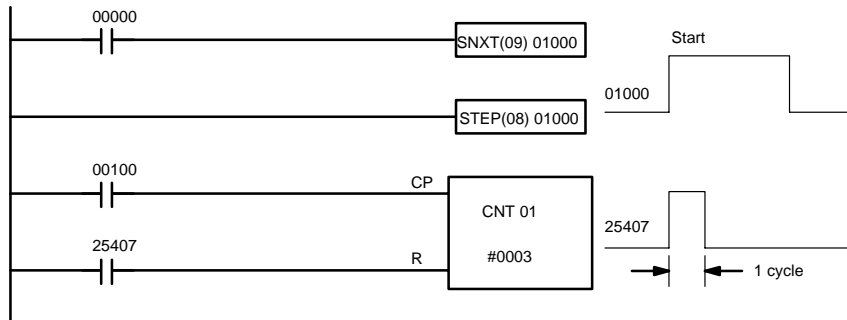 00000
SNXT(09) 01000
Start
01000
STEP(08) 01000
00100
CP
CNT 01
#0003
25407
R
25407
1 cycle